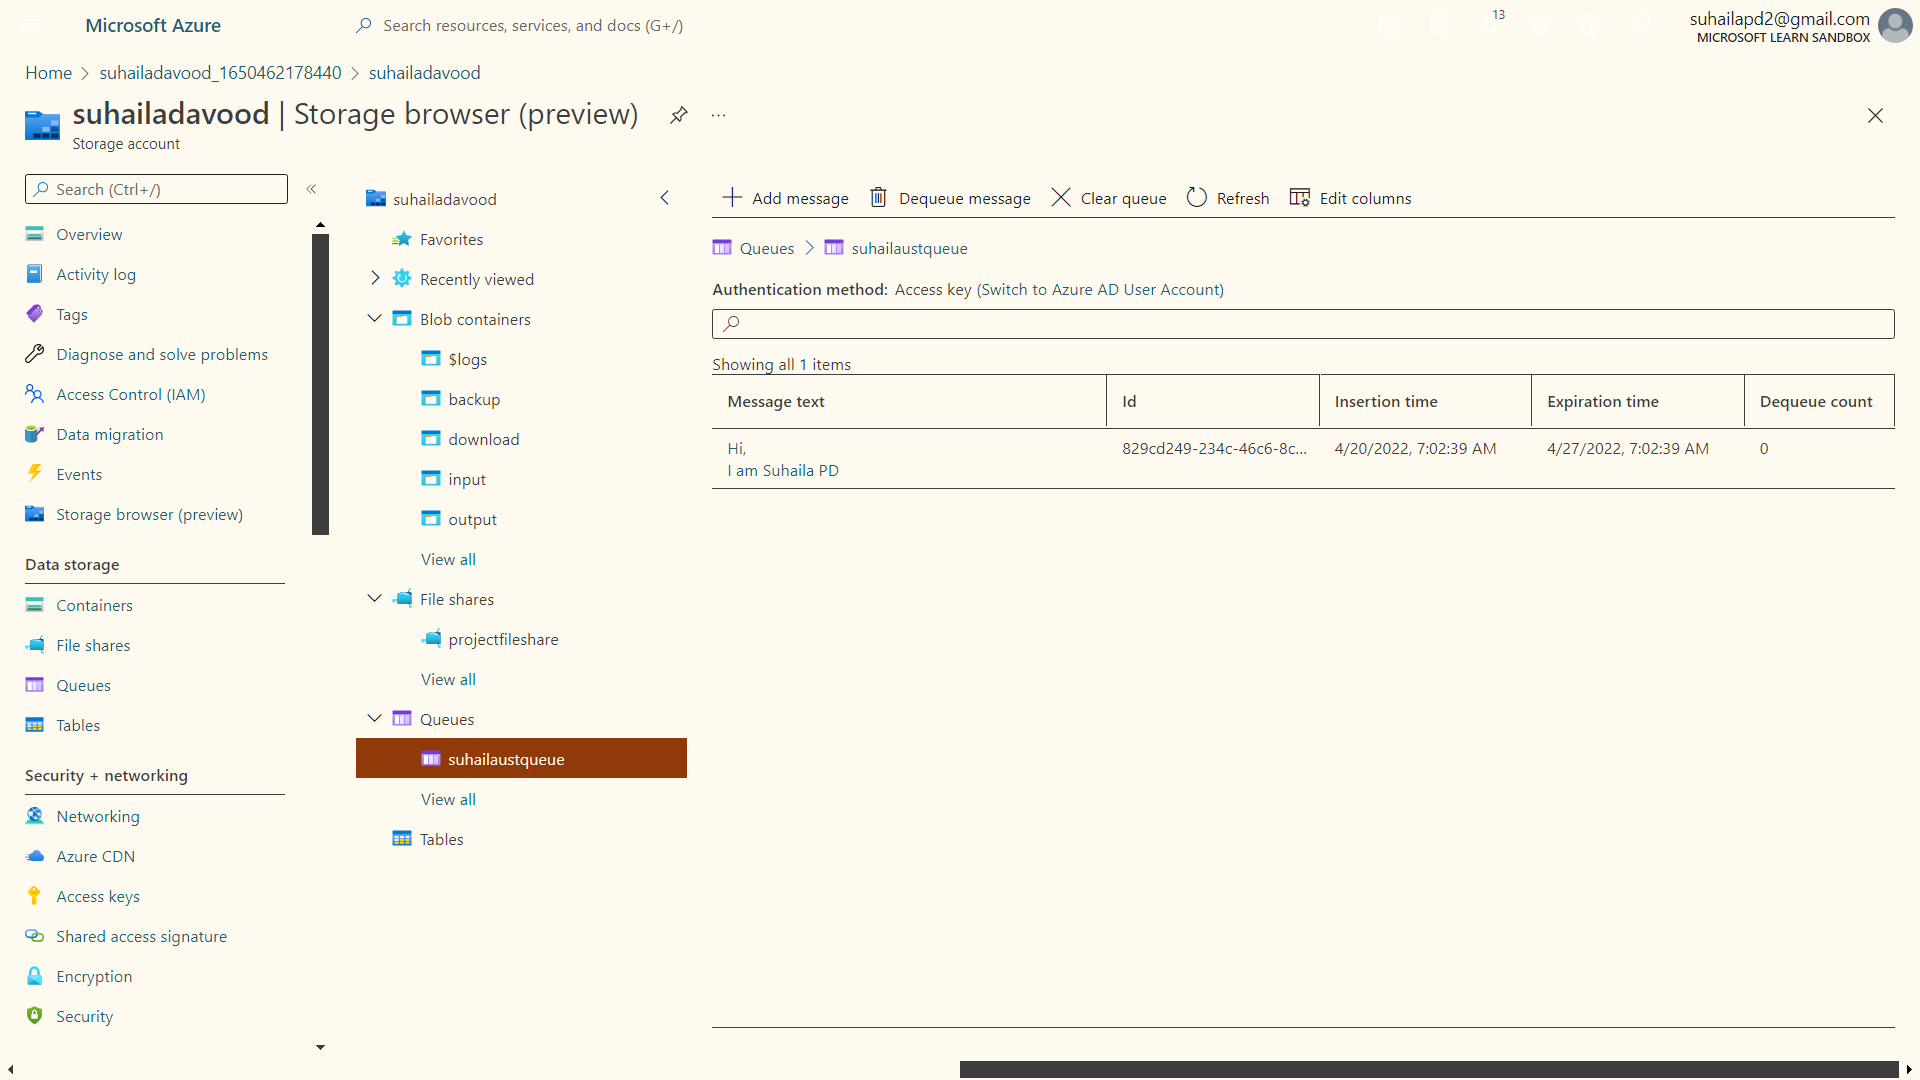 Microsoft Azure
Search resources, services, and docs (G+/)
13
suhailapd2@gmail.com
MICROSOFT LEARN SANDBOX
Home > suhailadavood_1650462178440 > suhailadavood
suhailadavood | Storage browser (preview)
Storage account
Search (Ctrl+/)
Overview
Activity log
Tags
Diagnose and solve problems
Access Control (IAM)
Data migration
Events
Storage browser (preview)
Data storage
Containers
File shares
Queues
Tables
Security + networking
Networking
Azure CDN
Access keys
Shared access signature
Encryption
Security
suhailadavood
Favorites
Recently viewed
Blob containers
$logs
backup
download
input
output
View all
File shares
projectfileshare
View all
Queues
suhailaustqueue
View all
Tables
Add message
Dequeue message
Clear queue
Refresh
Edit columns
Queues > suhailaustqueue
Authentication method: Access key (Switch to Azure AD User Account)
Showing all 1 items
Message text Id Insertion time Expiration time Dequeue count
Hi, 829cd249-234c-46c6-8c... 4/20/2022, 7:02:39 AM 4/27/2022, 7:02:39 AM 0
I am Suhaila PD